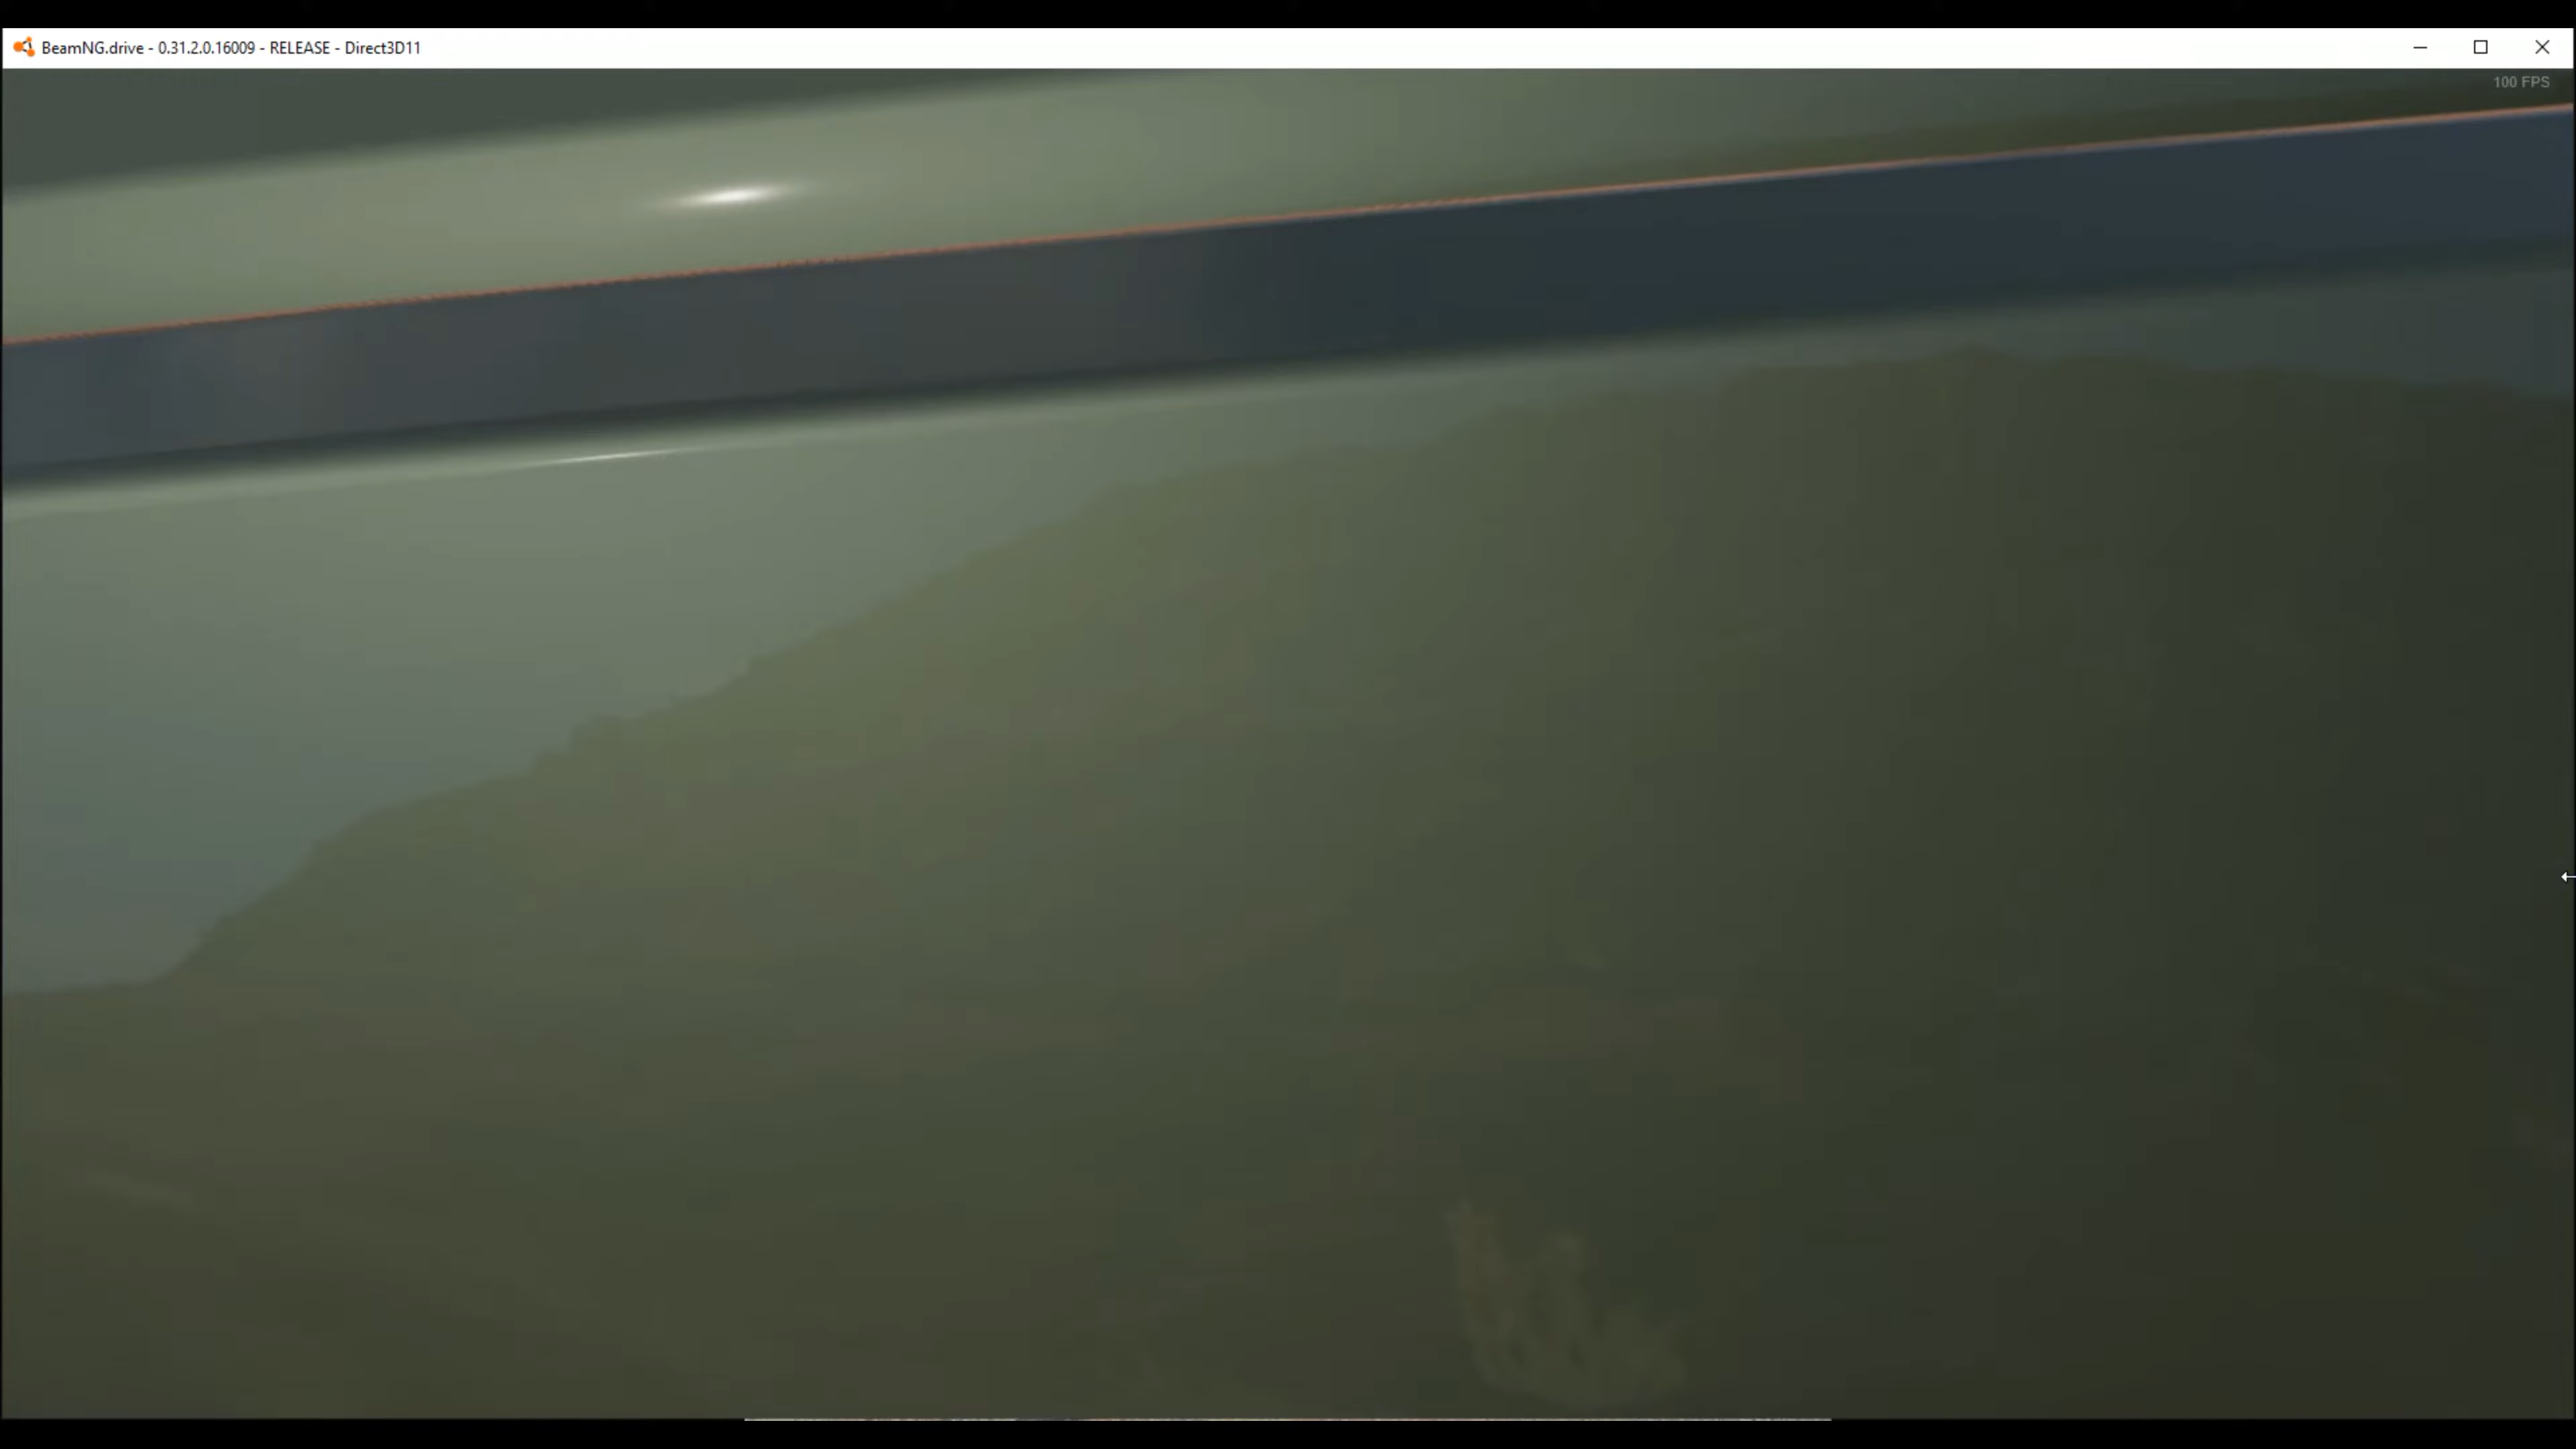 BeamNG.drive - 0.31.2.0.16009 - RELEASE - Direct3D11
100 FPS